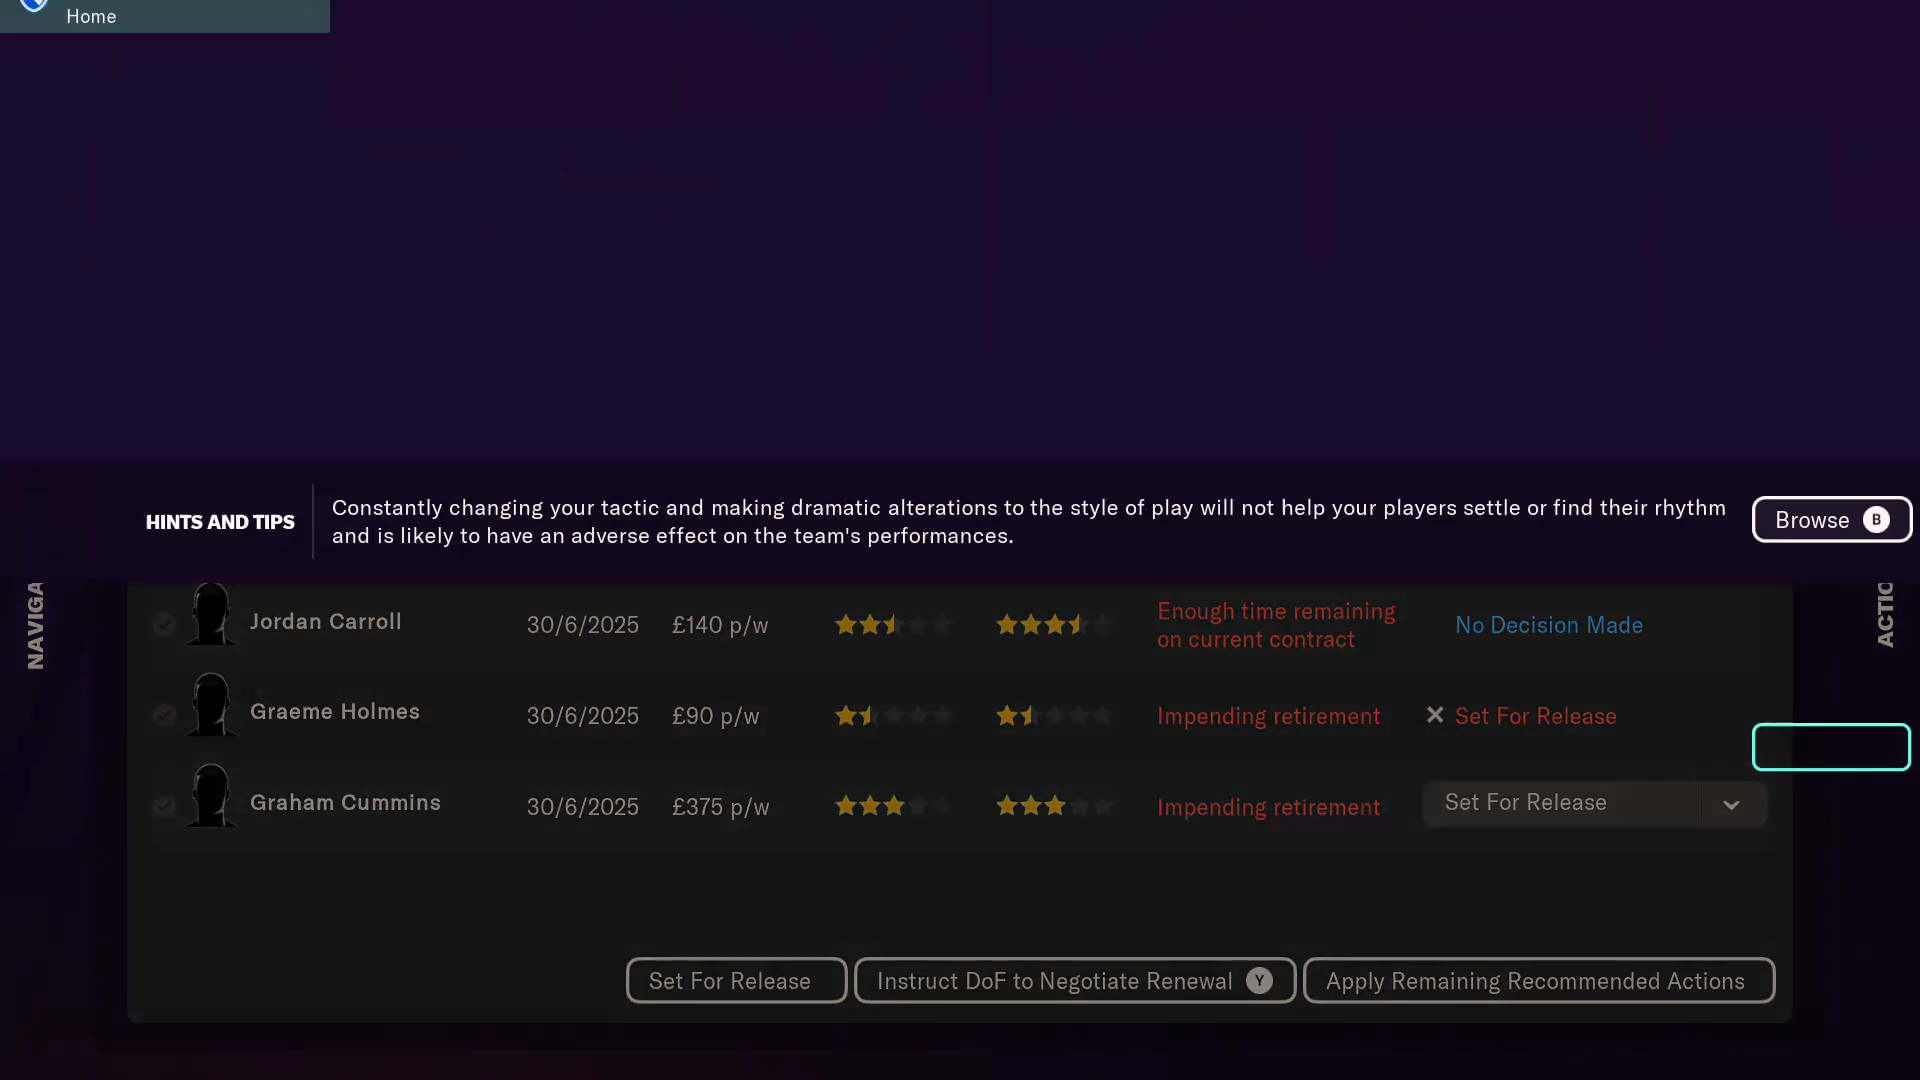 Home
HINTS AND TIPS
Constantly changing your tactic and making dramatic alterations to the style of play will not help your players settle or find their rhythm
and is likely to have an adverse effect on the team's performances.
Browse B
NAVIGA
ACTIO
Jordan Carroll 30/6/2025 £140 p/w Enough time remaining on current contract No Decision Made
Graeme Holmes 30/6/2025 £90 p/w Impending retirement Set For Release
Graham Cummins 30/6/2025 £375 p/w Impending retirement Set For Release
Set For Release Instruct DoF to Negotiate Renewal Y Apply Remaining Recommended Actions